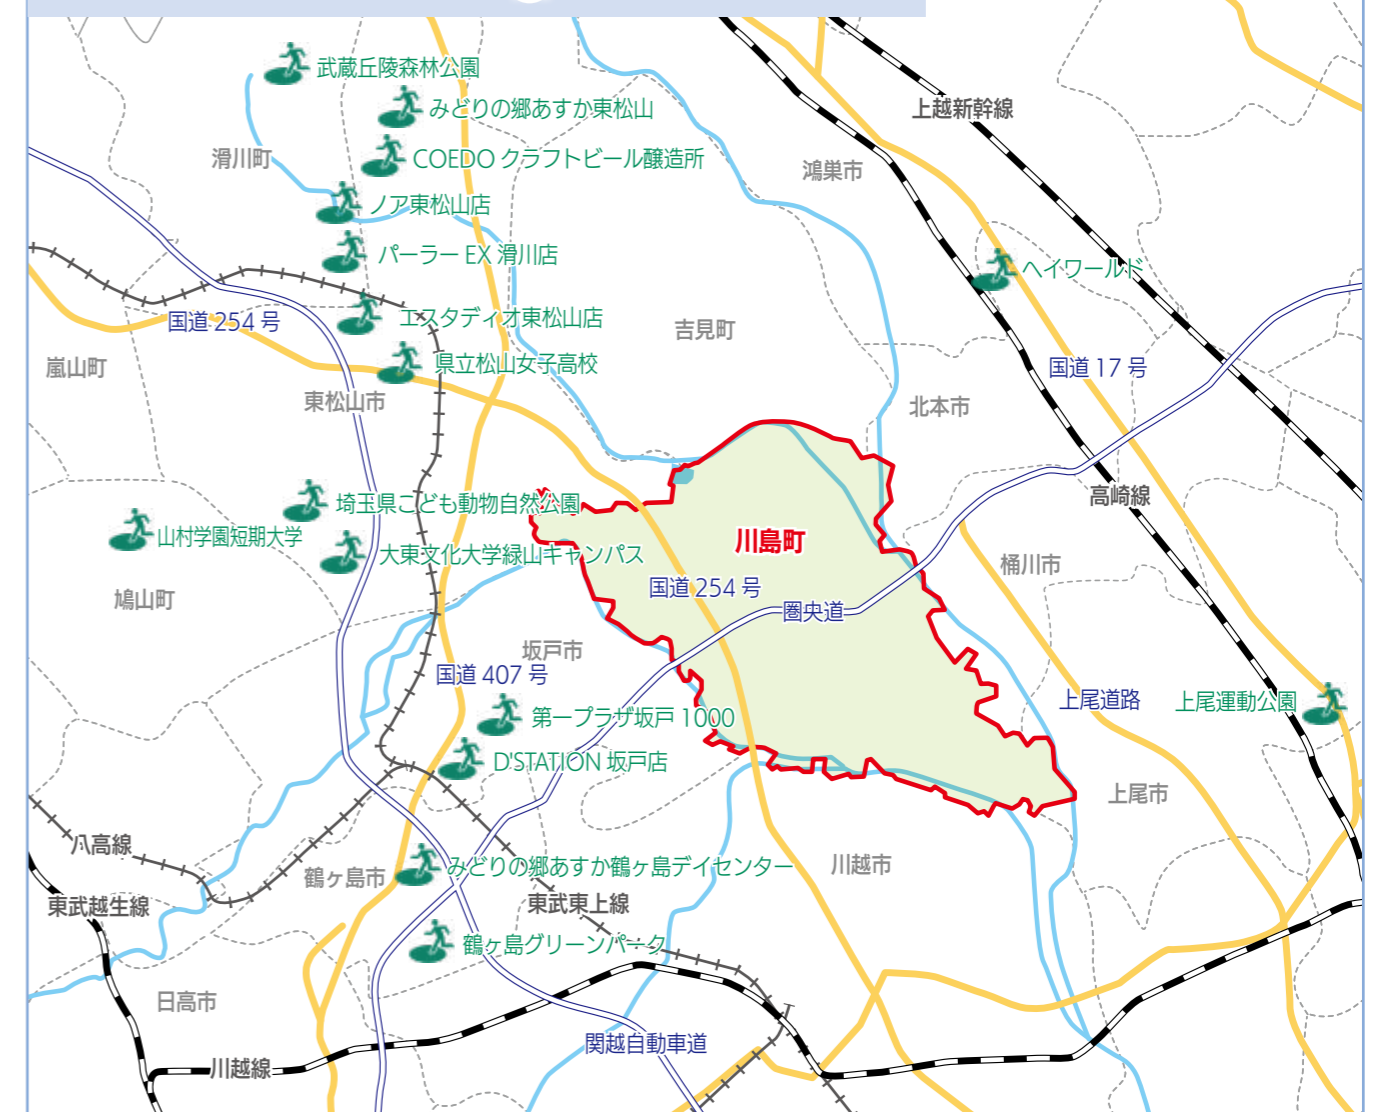 武蔵丘陵森林公園
みどりの郷あすか東松山
上越新幹線
滑川町
COEDO クラフトビール醸造所
鴻巣市
ノア東松山店
パーラー EX 滑川店
ヘイワールド
国道 254 号
エスタディオ東松山店
吉見町
嵐山町
県立松山女子高校
国道 17 号
東松山市
北本市
埼玉県こども動物自然公園
高崎線
山村学園短期大学
大東文化大学緑山キャンパス
川島町
桶川市
国道 254 号
鳩山町
圏央道
坂戸市
国道 407 号
上尾道路
上尾運動公園
第一プラザ坂戸 1000
D'STATION 坂戸店
上尾市
八高線
鶴ヶ島市
みどりの郷あすか鶴ヶ島デイセンター
川越市
東武越生線
東武東上線
鶴ヶ島グリーンパーク
日高市
関越自動車道
川越線